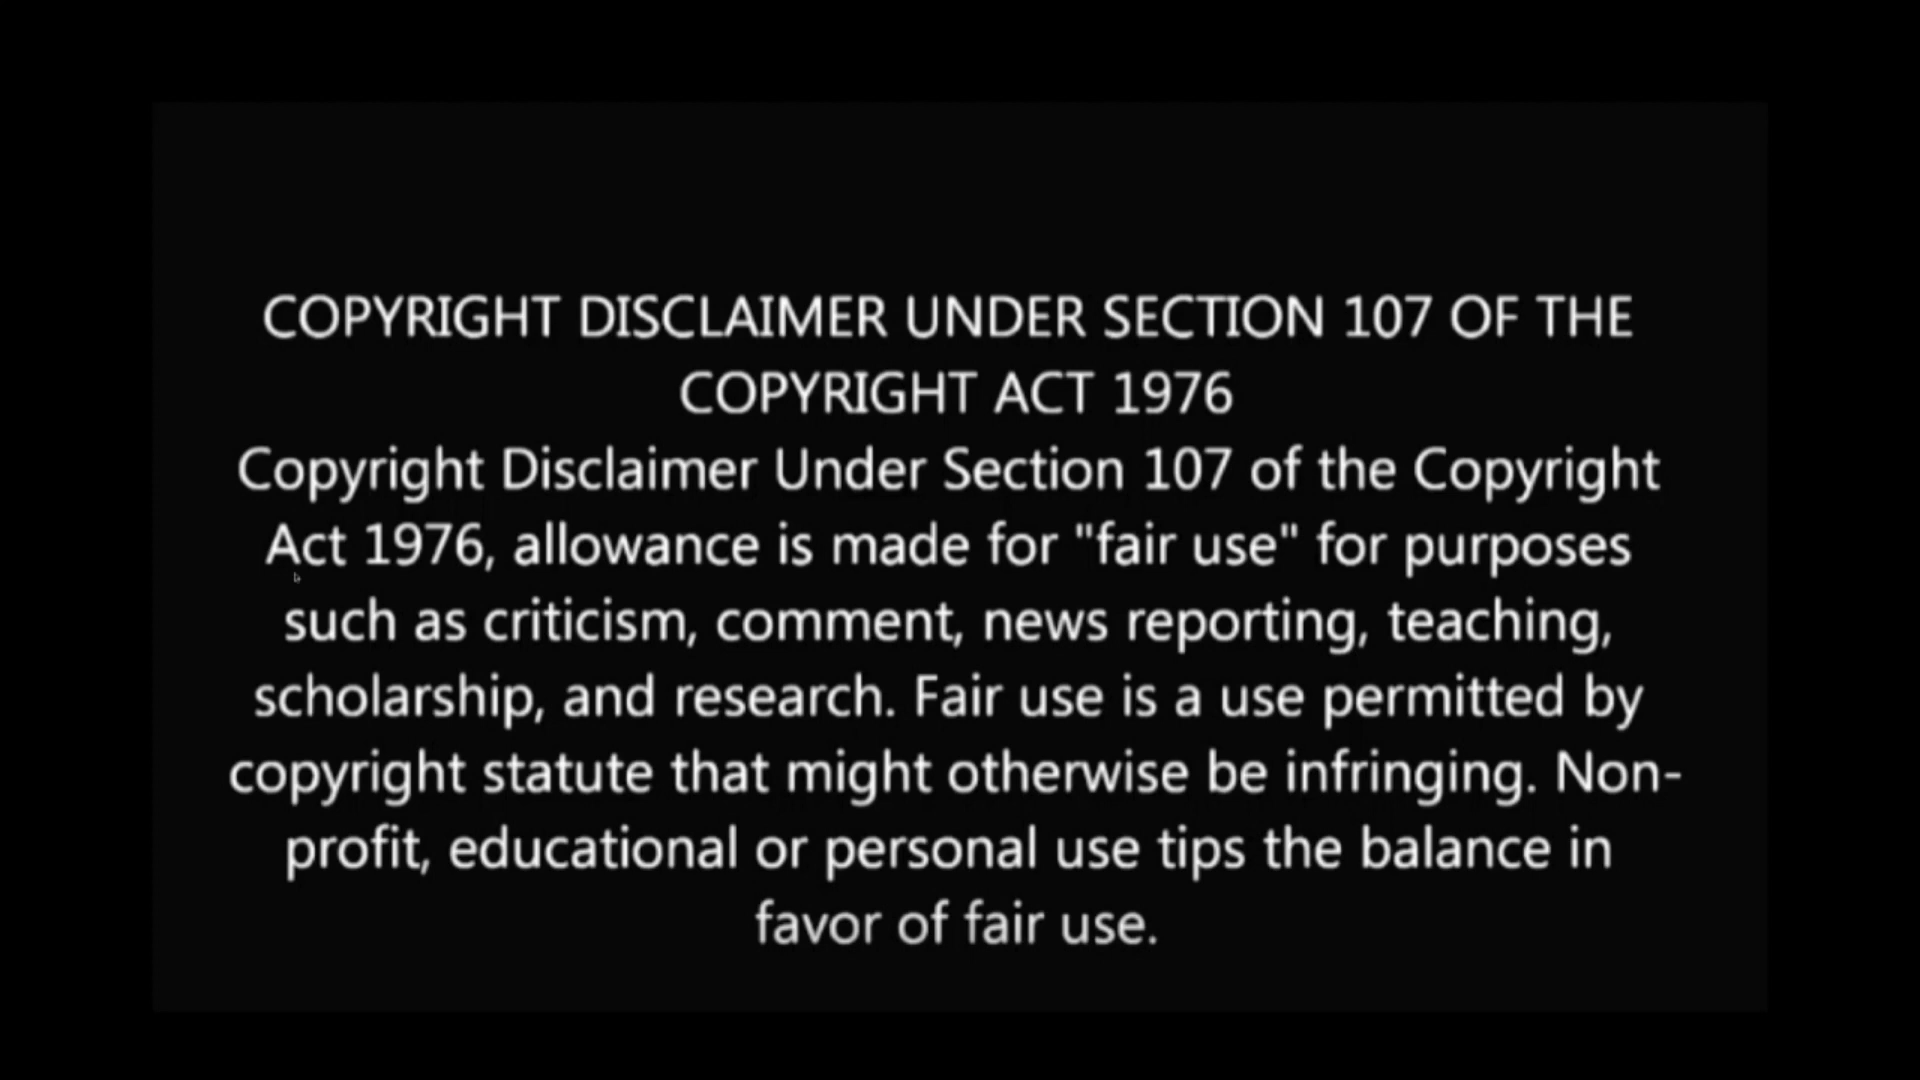 COPYRIGHT DISCLAIMER UNDER SECTION 107 OF THE
COPYRIGHT ACT 1976
Copyright Disclaimer Under Section 107 of the Copyright
Act 1976, allowance is made for "fair use" for purposes
such as criticism, comment, news reporting, teaching,
scholarship, and research. Fair use is a use permitted by
copyright statute that might otherwise be infringing. Non-
profit, educational or personal use tips the balance in
favor of fair use.